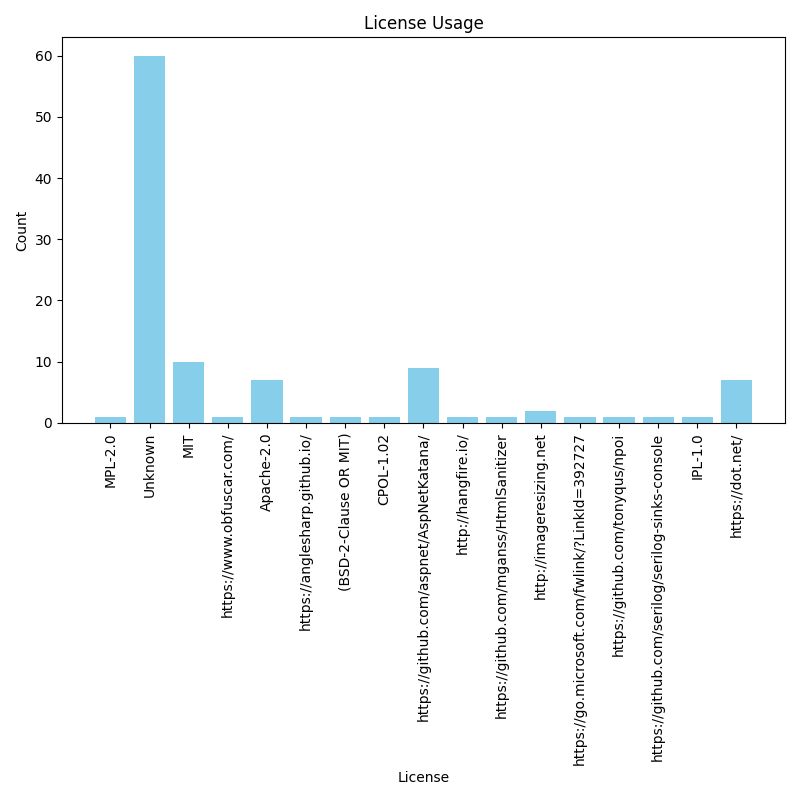 License Usage
Count
60
50
40
30
20
10
0
MPL-2.0
Unknown
MIT
https://www.obfuscar.com/
Apache-2.0
https://anglesharp.github.io/
(BSD-2-Clause OR MIT)
CPOL-1.02
https://github.com/aspnet/AspNetKatana/
http://hangfire.io/
https://github.com/mganss/HtmlSanitizer
http://imageresizing.net
https://go.microsoft.com/fwlink/?LinkId=392727
https://github.com/tonyqus/npoi
https://github.com/serilog/serilog-sinks-console
IPL-1.0
https://dot.net/
License